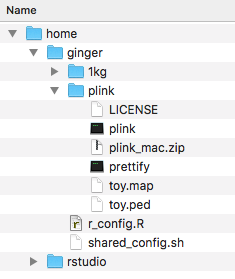 Name
home
ginger
1kg
plink
LICENSE
plink
plink_mac.zip
prettify
toy.map
toy.ped
r_config.R
shared_config.sh
rstudio